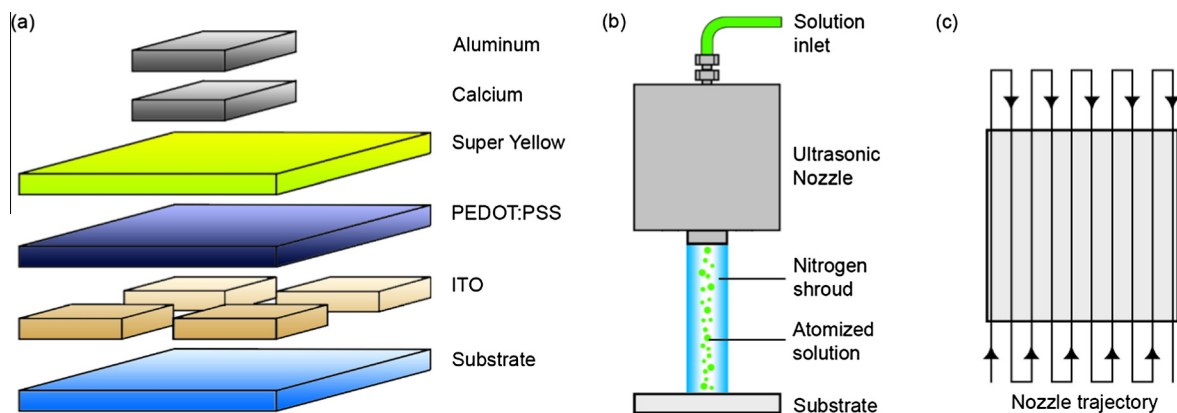 (a)
Aluminum
Calcium
Super Yellow
PEDOT:PSS
ITO
Substrate
(b)
Solution
inlet
Ultrasonic
Nozzle
Nitrogen
shroud
Atomized
solution
Substrate
(c)
Nozzle trajectory